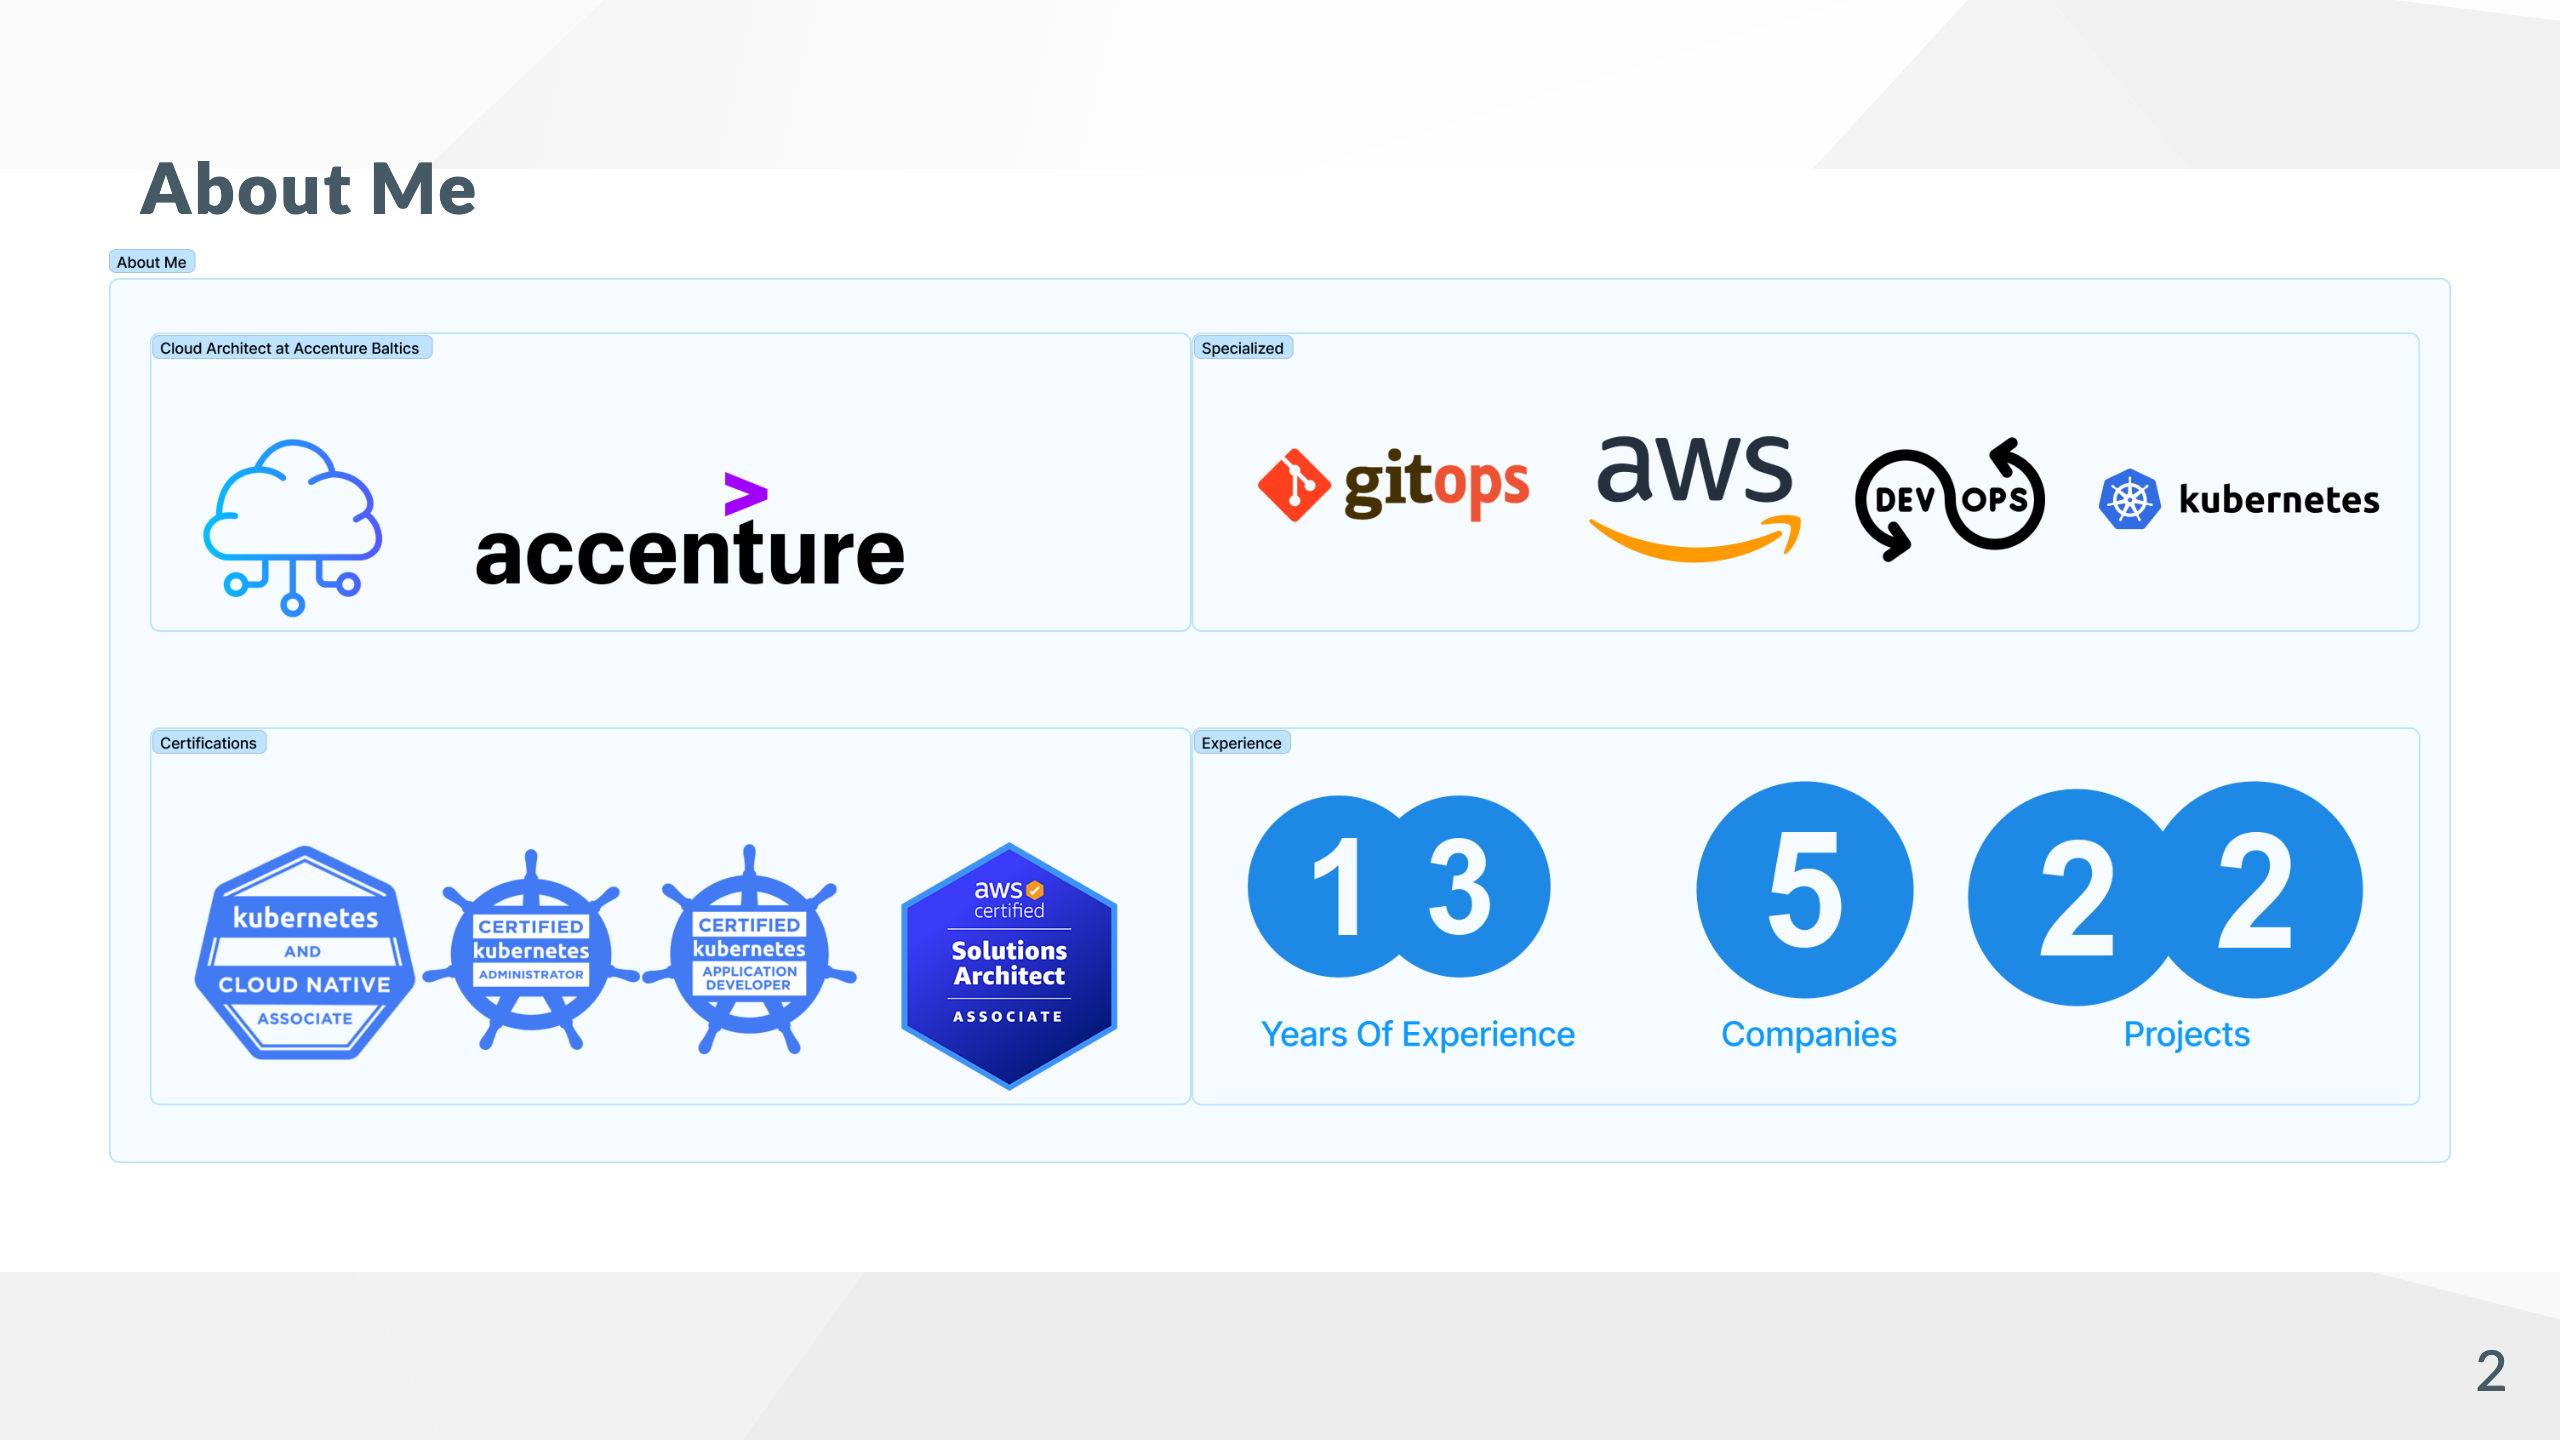 About Me
About Me
Cloud Architect at Accenture Baltics
accenture
Specialized
gitops
aws
DEV OPS
kubernetes
Certifications
kubernetes
AND
CLOUD NATIVE
ASSOCIATE
CERTIFIED
kubernetes
ADMINISTRATOR
CERTIFIED
kubernetes
APPLICATION
DEVELOPER
aws
certified
Solutions
Architect
ASSOCIATE
Experience
1 3
Years Of Experience
5
Companies
2 2
Projects
2